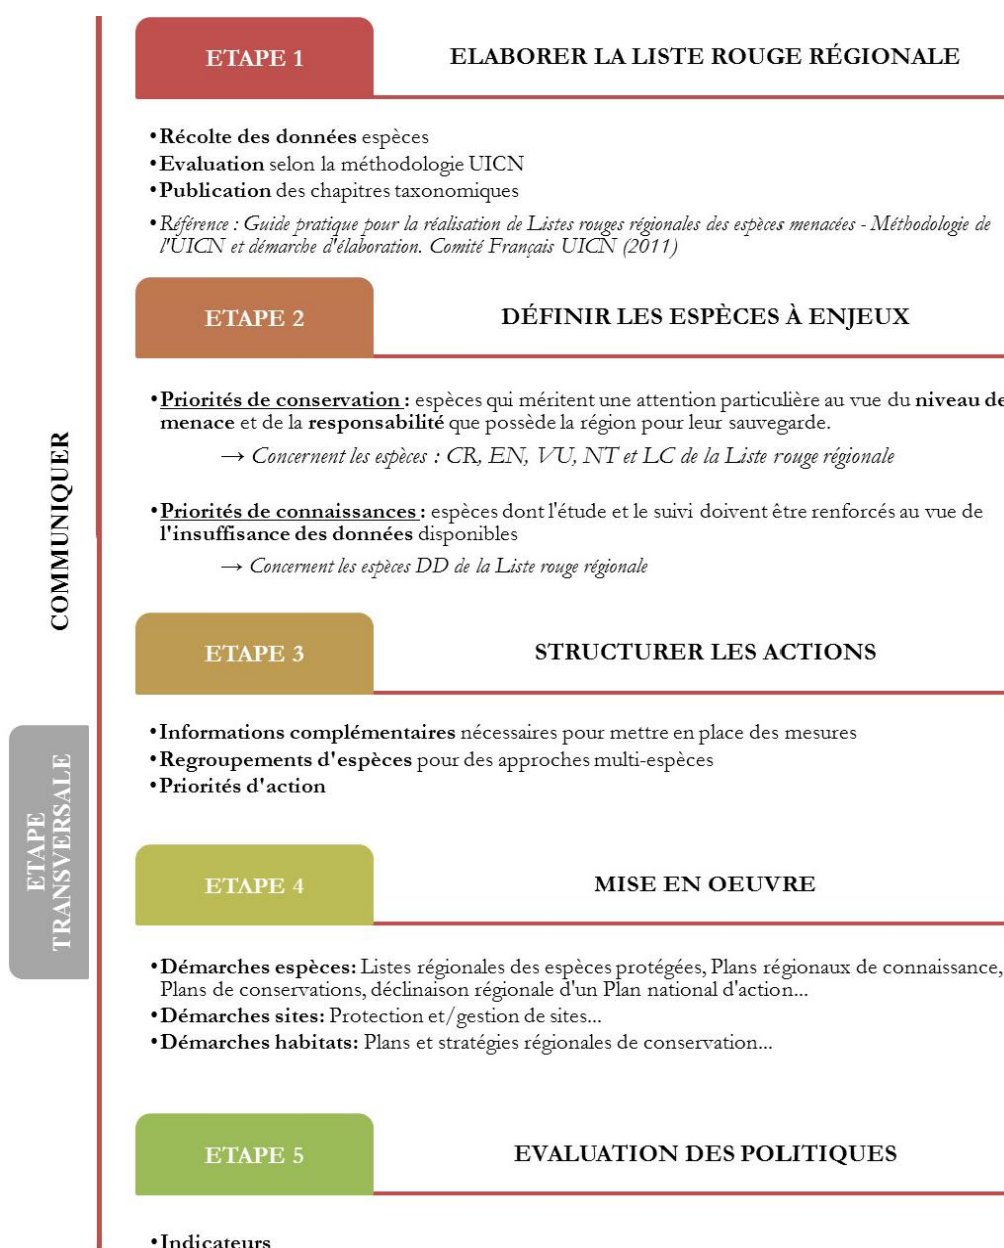 ETAPE 1
ELABORER LA LISTE ROUGE RÉGIONALE
•Récolte des données espèces
•Evaluation selon la méthodologie UICN
•Publication des chapitres taxonomiques
•Référence : Guide pratique pour la réalisation de Listes rouges régionales des espèces menacées - Méthodologie de
l'UICN et démarche d'élaboration. Comité Français UICN (2011)
ETAPE 2
DÉFINIR LES ESPÈCES À ENJEUX
•Priorités de conservation : espèces qui méritent une attention particulière au vue du niveau de
menace et de la responsabilité que possède la région pour leur sauvegarde.
→ Concernent les espèces : CR, EN, VU, NT et LC de la Liste rouge régionale
•Priorités de connaissances : espèces dont l'étude et le suivi doivent être renforcés au vue de
l'insuffisance des données disponibles
→ Concernent les espèces DD de la Liste rouge régionale
COMMUNIQUER
ETAPE 3
STRUCTURER LES ACTIONS
•Informations complémentaires nécessaires pour mettre en place des mesures
•Regroupements d'espèces pour des approches multi-espèces
•Priorités d'action
ETAPE
TRANSVERSALE
ETAPE 4
MISE EN OEUVRE
•Démarches espèces: Listes régionales des espèces protégées, Plans régionaux de connaissance,
Plans de conservations, déclinaison régionale d'un Plan national d'action...
•Démarches sites: Protection et/gestion de sites...
•Démarches habitats: Plans et stratégies régionales de conservation...
ETAPE 5
EVALUATION DES POLITIQUES
•Indicateurs